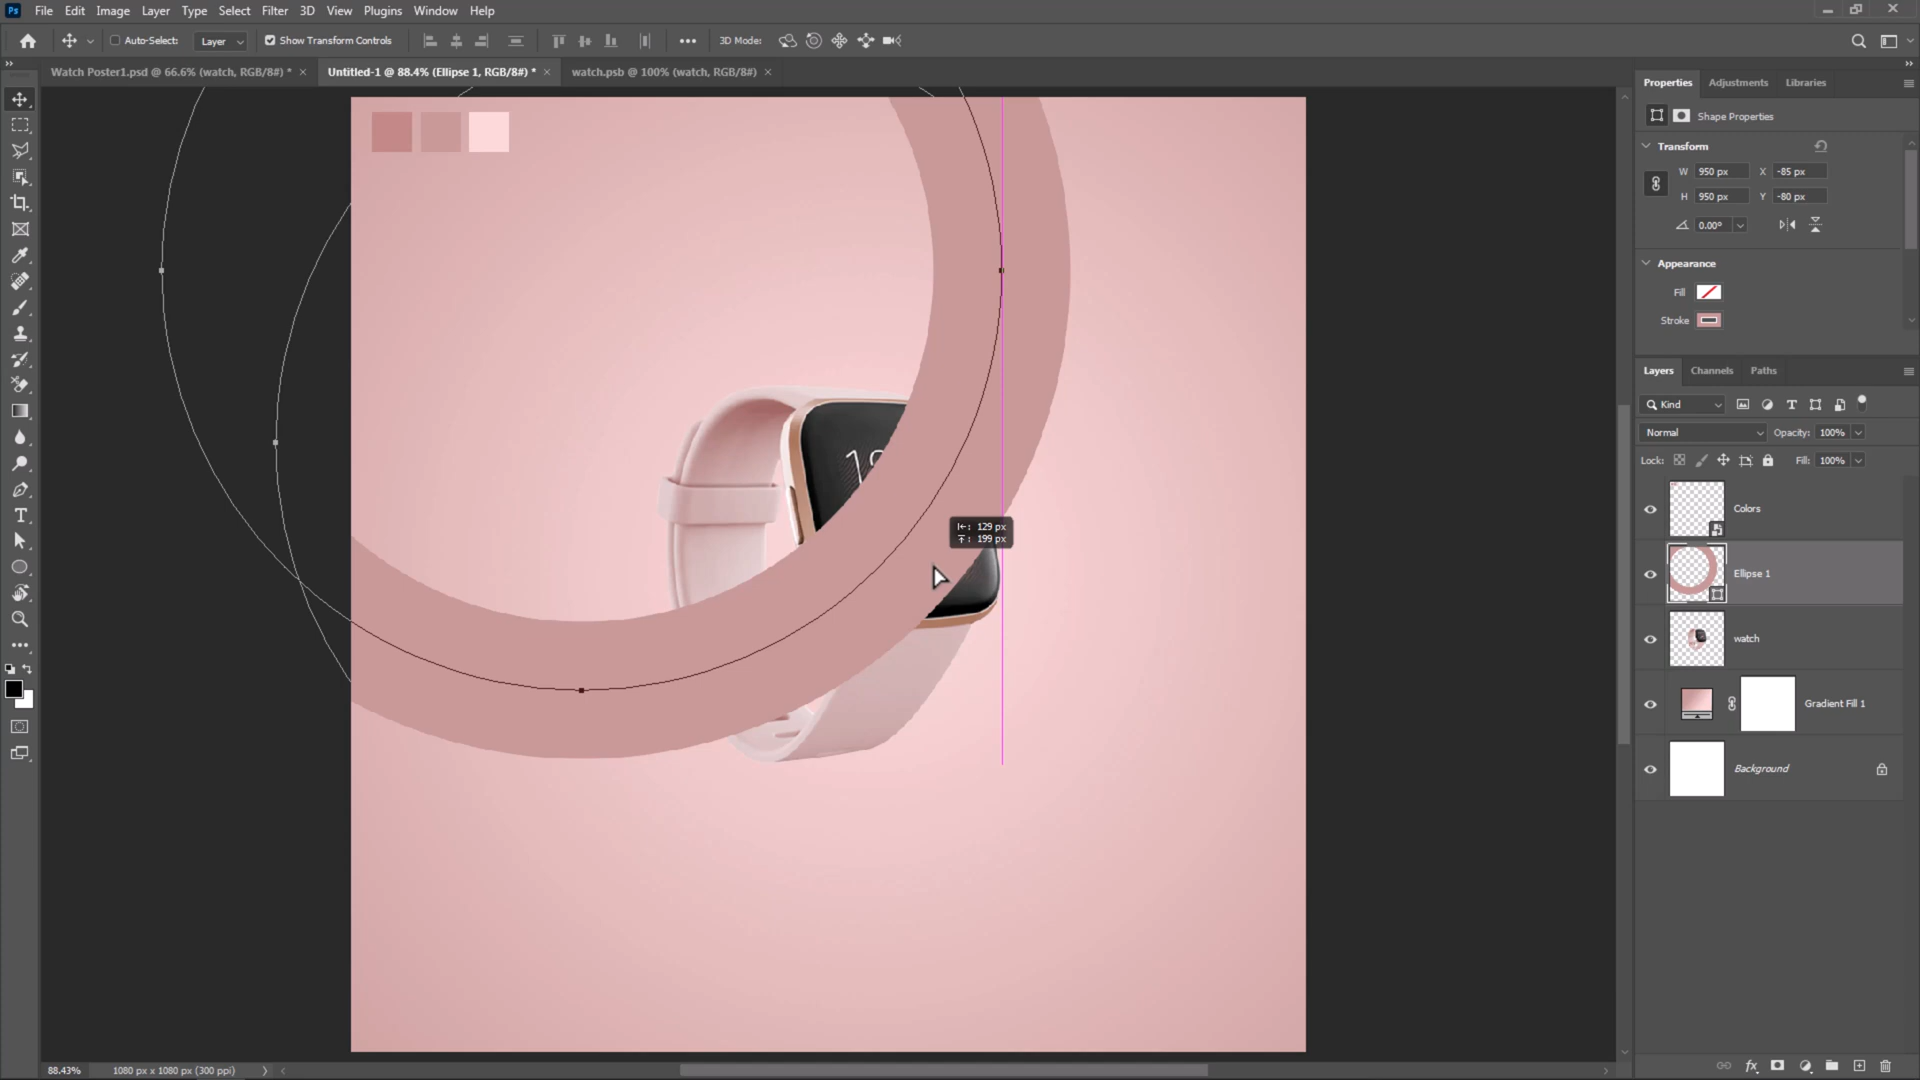 Ps File Edit Image Layer Type Select Filter 3D View Plugins Window Help
Auto-Select: Layer Show Transform Controls 3D Mode:
Watch Poster1.psd @ 66.6% (watch, RGB/8#) * × Untitled-1 @ 88.4% (Ellipse 1, RGB/8#) * × watch.psb @ 100% (watch, RGB/8#) ×
Properties Adjustments Libraries
Shape Properties
Transform
W 950 px X -85 px
H 950 px Y -80 px
0.00°
Appearance
Fill
Stroke
Layers Channels Paths
Kind
Normal Opacity: 100%
Lock: Fill: 100%
Colors
Ellipse 1
watch
Gradient Fill 1
Background
129 px
199 px
88.43% 1080 px x 1080 px (300 ppi)